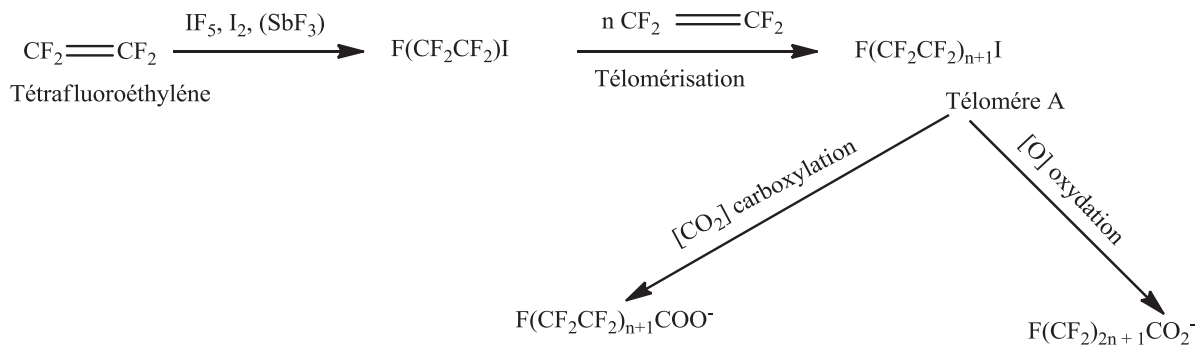 IF₅, I₂, (SbF₃)
CF₂ CF₂
F(CF₂CF₂)I
n CF₂ CF₂
F(CF₂CF₂)ₙ₊₁I
Tétrafluoroéthyléne
Télomérisation
Télomére A
[CO₂] carboxylation
[O] oxydation
F(CF₂CF₂)ₙ₊₁COO⁻
F(CF₂)₂ₙ ₊ ₁CO₂⁻